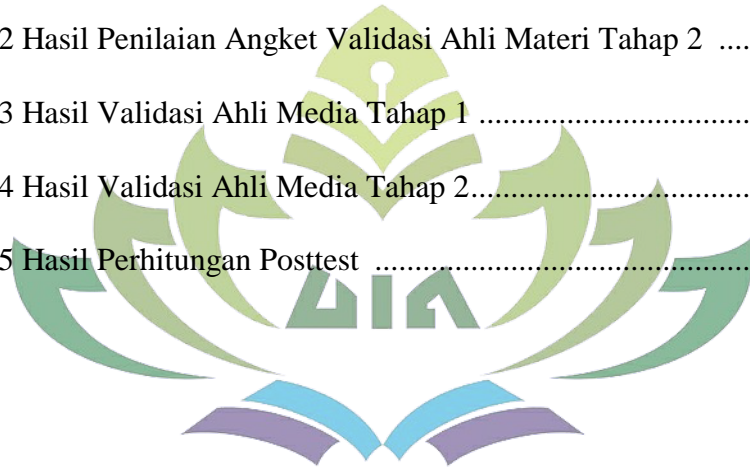 2 Hasil Penilaian Angket Validasi Ahli Materi Tahap 2 ....
3 Hasil Validasi Ahli Media Tahap 1 ..................................
4 Hasil Validasi Ahli Media Tahap 2...................................
5 Hasil Perhitungan Posttest ..............................................
UIN